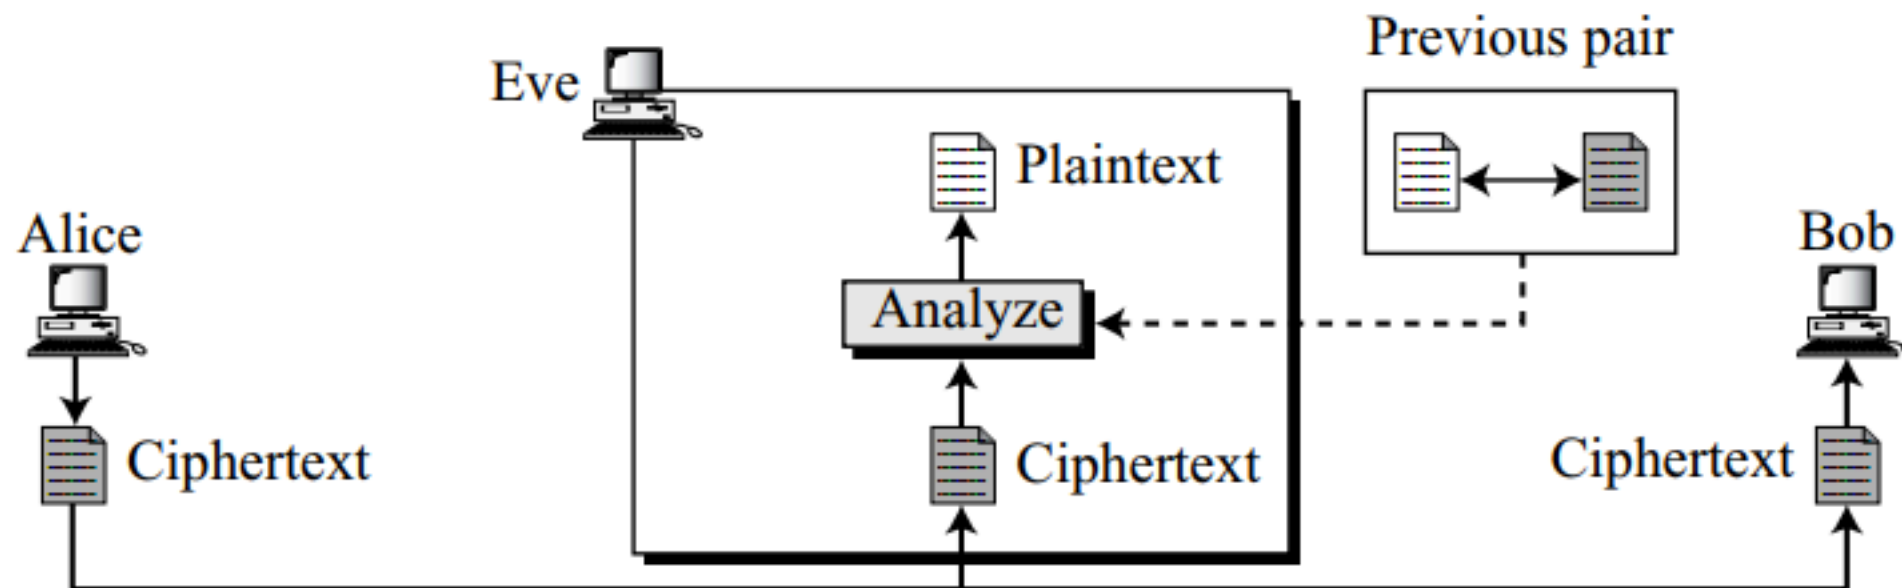 Previous pair
Eve
Plaintext
Alice
Bob
Analyze
Ciphertext
Ciphertext
Ciphertext